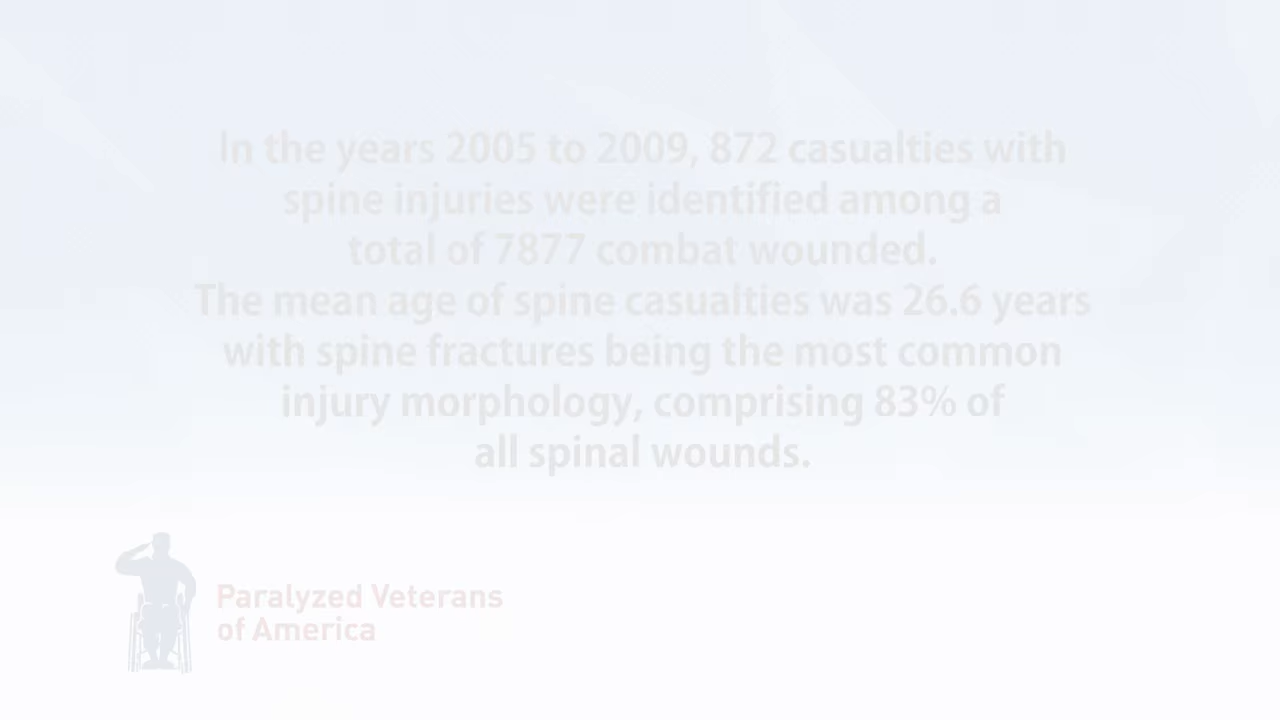 In the years 2005 to 2009, 872 casualties with
spine injuries were identified among a
total of 7877 combat wounded.
The mean age of spine casualties was 26.6 years
with spine fractures being the most common
injury morphology, comprising 83% of
all spinal wounds.
Paralyzed Veterans
of America